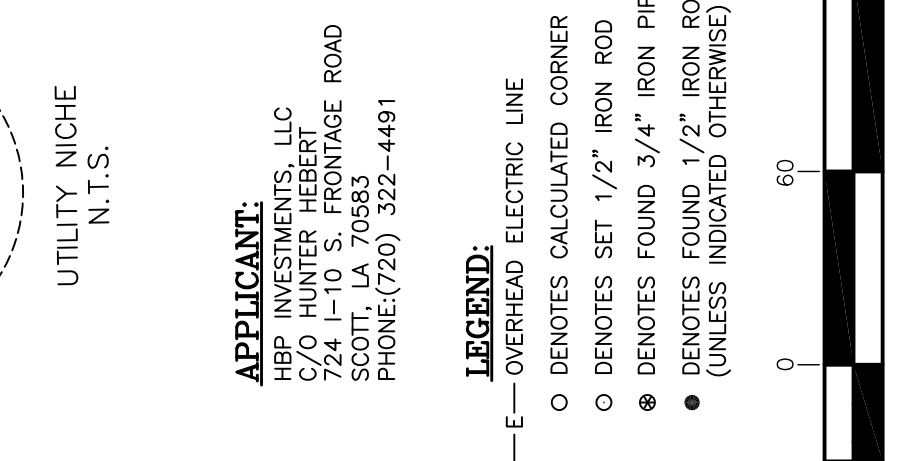 UTILITY NICHE
N.T.S.
APPLICANT:
HBP INVESTMENTS, LLC
C/O HUNTER HEBERT
724 I-10 S. FRONTAGE ROAD
SCOTT, LA 70583
PHONE:(720) 322-4491
LEGEND:
E OVERHEAD ELECTRIC LINE
DENOTES CALCULATED CORNER
DENOTES SET 1/2" IRON ROD
DENOTES FOUND 3/4" IRON
DENOTES FOUND 1/2" IRON
(UNLESS INDICATED OTHERWISE)
0 60